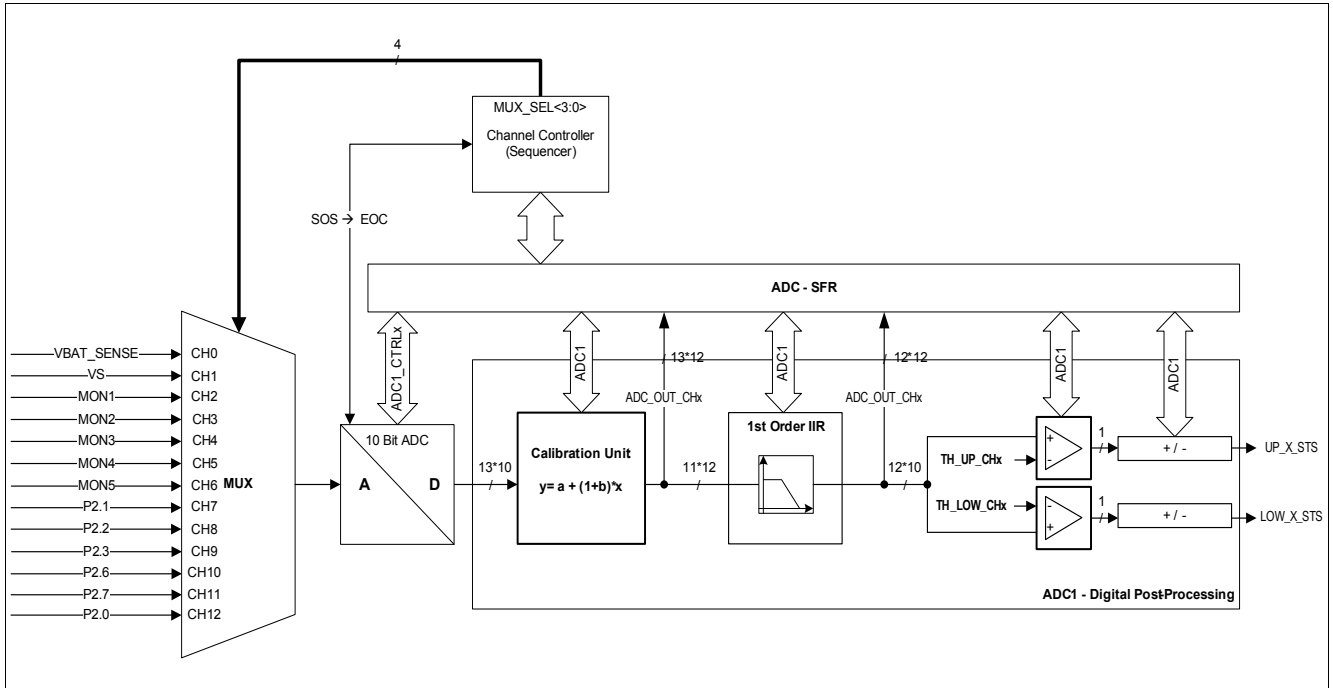 4
MUX_SEL<3:0>
Channel Controller
(Sequencer)
SOS → EOC
ADC - SFR
VBAT_SENSE CH0
VS CH1
MON1 CH2
MON2 CH3
MON3 CH4
MON4 CH5
MON5 CH6
P2.1 CH7
P2.2 CH8
P2.3 CH9
P2.6 CH10
P2.7 CH11
P2.0 CH12
MUX
ADC1_CTRLx
10 Bit ADC
A
D
13*10
/
ADC1
Calibration Unit
y= a + (1+b)*x
13*12
ADC_OUT_CHx
11*12
ADC1
1st Order IIR
12*12
ADC_OUT_CHx
12*10
ADC1
TH_UP_CHx
+
-
1
ADC1
+ / -
UP_X_STS
TH_LOW_CHx
-
+
1
+ / -
LOW_X_STS
ADC1 - Digital Post-Processing